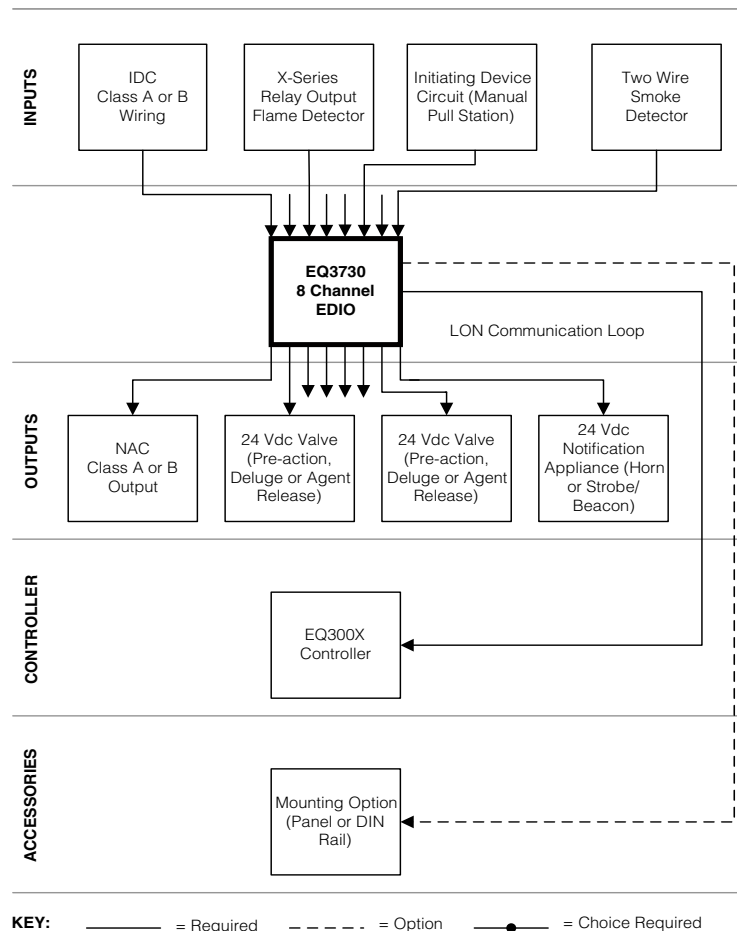 INPUTS
IDC
Class A or B
Wiring
X-Series
Relay Output
Flame Detector
Initiating Device
Circuit (Manual
Pull Station)
Two Wire
Smoke
Detector
EQ3730
8 Channel
EDIO
LON Communication Loop
OUTPUTS
NAC
Class A or B
Output
24 Vdc Valve
(Pre-action,
Deluge or Agent
Release)
24 Vdc Valve
(Pre-action,
Deluge or Agent
Release)
24 Vdc
Notification
Appliance (Horn
or Strobe/
Beacon)
CONTROLLER
EQ300X
Controller
ACCESSORIES
Mounting Option
(Panel or DIN
Rail)
KEY: = Required = Option = Choice Required